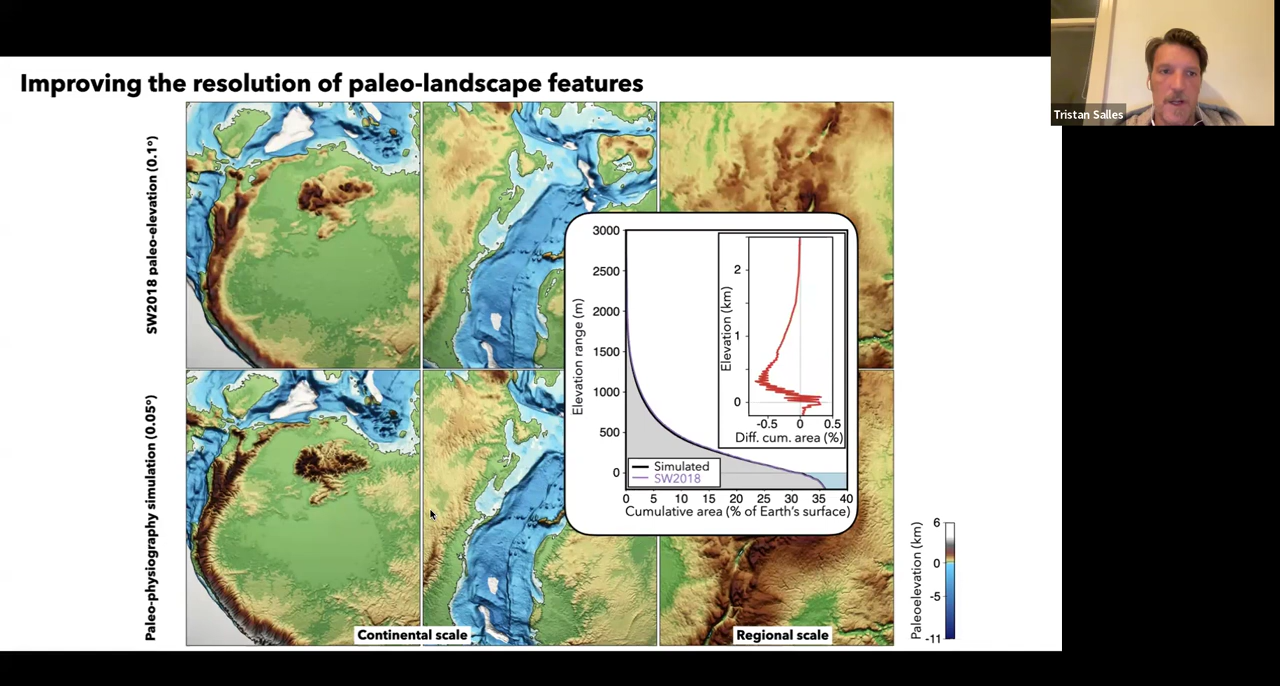 Improving the resolution of paleo-landscape features
Tristan Salles
SW2018 paleo-elevation (0.1º)
Paleo-physiography simulation (0.05º)
3000
2500
2000
1500
1000
500
0
Elevation range (m)
0 5 10 15 20 25 30 35 40
Cumulative area (% of Earth's surface)
Simulated
SW2018
2
1
0
Elevation (km)
-0.5 0 0.5
Diff. cum. area (%)
Continental scale
Regional scale
Paleoelevation (km)
6
0
-5
-11